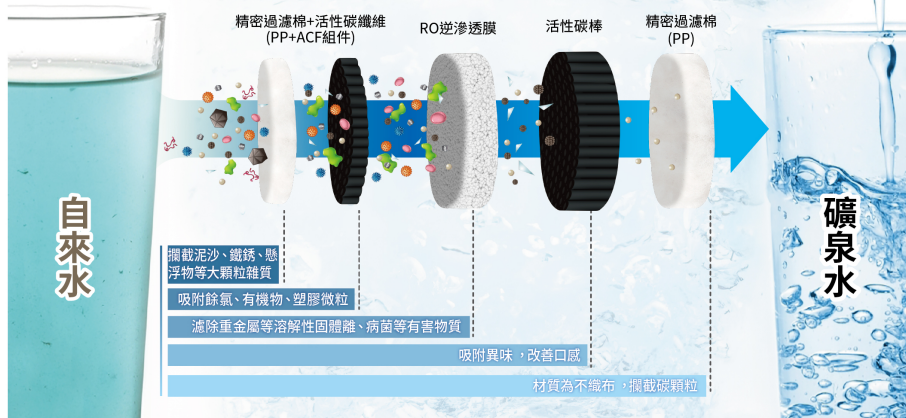 精密過濾棉+活性碳纖維
(PP+ACF組件)
RO逆滲透膜
活性碳棒
精密過濾棉
(PP)
自來水
礦泉水
攔截泥沙、鐵銹、懸
浮物等大顆粒雜質
吸附餘氯、有機物、塑膠微粒
濾除重金屬等溶解性固體離、病菌等有害物質
吸附異味，改善口感
材質為不織布，攔截碳顆粒